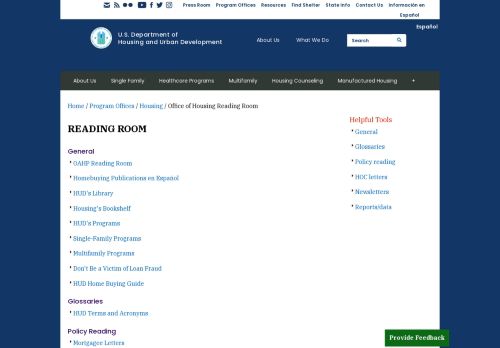 Press Room Program Offices Resources Find Shelter State Info Contact Us Información en Español
Español
U.S. Department of
Housing and Urban Development
About Us What We Do
Search
About Us Single Family Healthcare Programs Multifamily Housing Counseling Manufactured Housing +
Home / Program Offices / Housing / Office of Housing Reading Room
READING ROOM
General
OAHP Reading Room
Homebuying Publications en Español
HUD's Library
Housing's Bookshelf
HUD's Programs
Single-Family Programs
Multifamily Programs
Don't Be a Victim of Loan Fraud
HUD Home Buying Guide
Glossaries
HUD Terms and Acronyms
Policy Reading
Mortgagee Letters
Helpful Tools
General
Glossaries
Policy reading
HOC letters
Newsletters
Reports/data
Provide Feedback